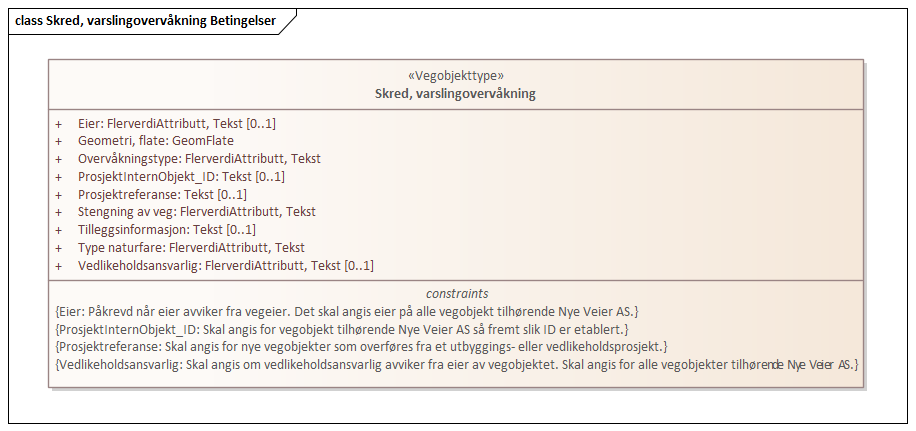 class Skred, varslingovervåkning Betingelser
«Vegobjekttype»
Skred, varslingovervåkning
+ Eier: FlerverdiAttributt, Tekst [0..1]
+ Geometri, flate: GeomFlate
+ Overvåkningstype: FlerverdiAttributt, Tekst
+ ProsjektInternObjekt_ID: Tekst [0..1]
+ Prosjektreferanse: Tekst [0..1]
+ Stengning av veg: FlerverdiAttributt, Tekst
+ Tilleggsinformasjon: Tekst [0..1]
+ Type naturfare: FlerverdiAttributt, Tekst
+ Vedlikeholdsansvarlig: FlerverdiAttributt, Tekst [0..1]
constraints
{Eier: Påkrevd når eier avviker fra vegeier. Det skal angis eier på alle vegobjekt tilhørende Nye Veier AS.}
{ProsjektInternObjekt_ID: Skal angis for vegobjekt tilhørende Nye Veier AS så fremt slik ID er etablert.}
{Prosjektreferanse: Skal angis for nye vegobjekter som overføres fra et utbyggings- eller vedlikeholdsprosjekt.}
{Vedlikeholdsansvarlig: Skal angis om vedlikeholdsansvarlig avviker fra eier av vegobjektet. Skal angis for alle vegobjekter tilhørende Nye Veier AS.}